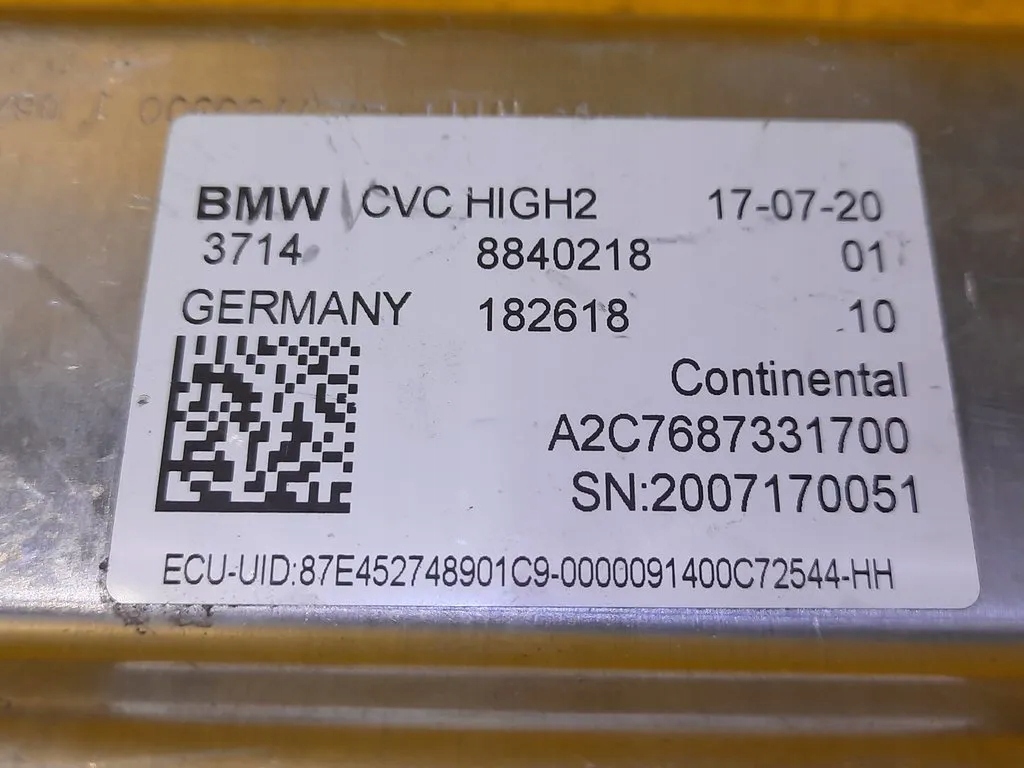 BMW CVC HIGH2 17-07-20
3714 8840218 01
GERMANY 182618 10
Continental
A2C7687331700
SN:2007170051
ECU-UID:87E452748901C9-0000091400C72544-HH